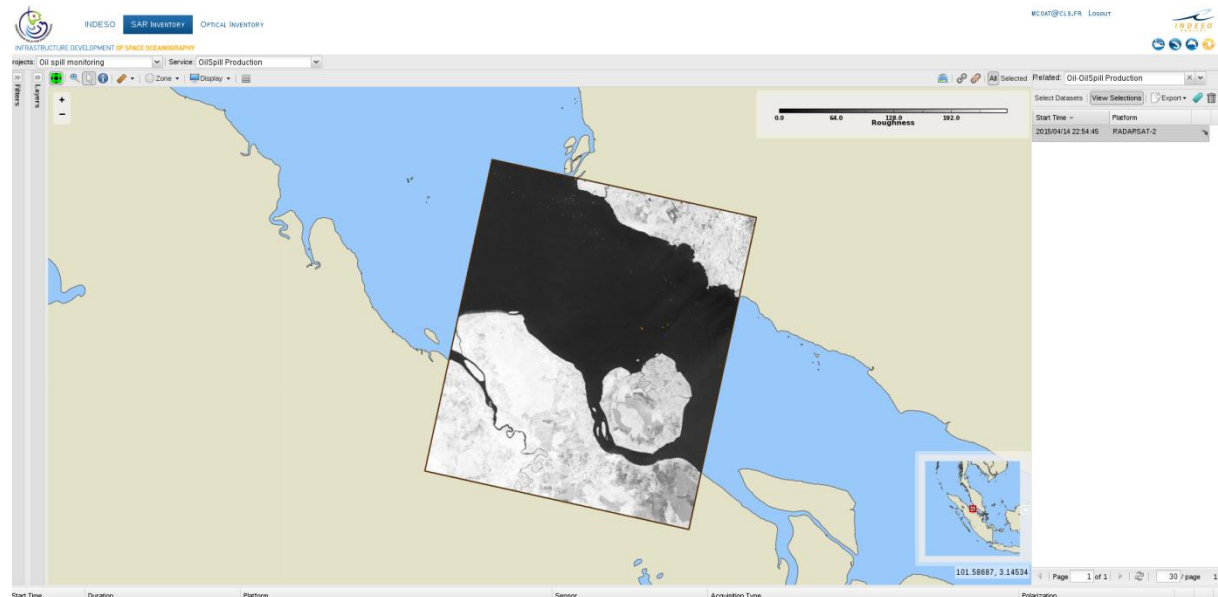 INDESO
SAR INVENTORY
OPTICAL INVENTORY
MCOAT@CLS.FR LOGOUT
INDESO
INFRASTRUCTURE DEVELOPMENT OF SPACE OCEANOGRAPHY
rojects: Oil spill monitoring
Service: OilSpill Production
Zone
Display
All Selected
Related: Oil-OilSpill Production
Filters
Layers
+
−
0.0 64.0 128.0 192.0
Roughness
Select Datasets
View Selections
Export
Start Time
Platform
2015/04/14 22:54:45 RADARSAT-2
101.58687, 3.14534
Page 1 of 1
30 / page
1
Start Time
Duration
Platform
Sensor
Acquisition Type
Polarization